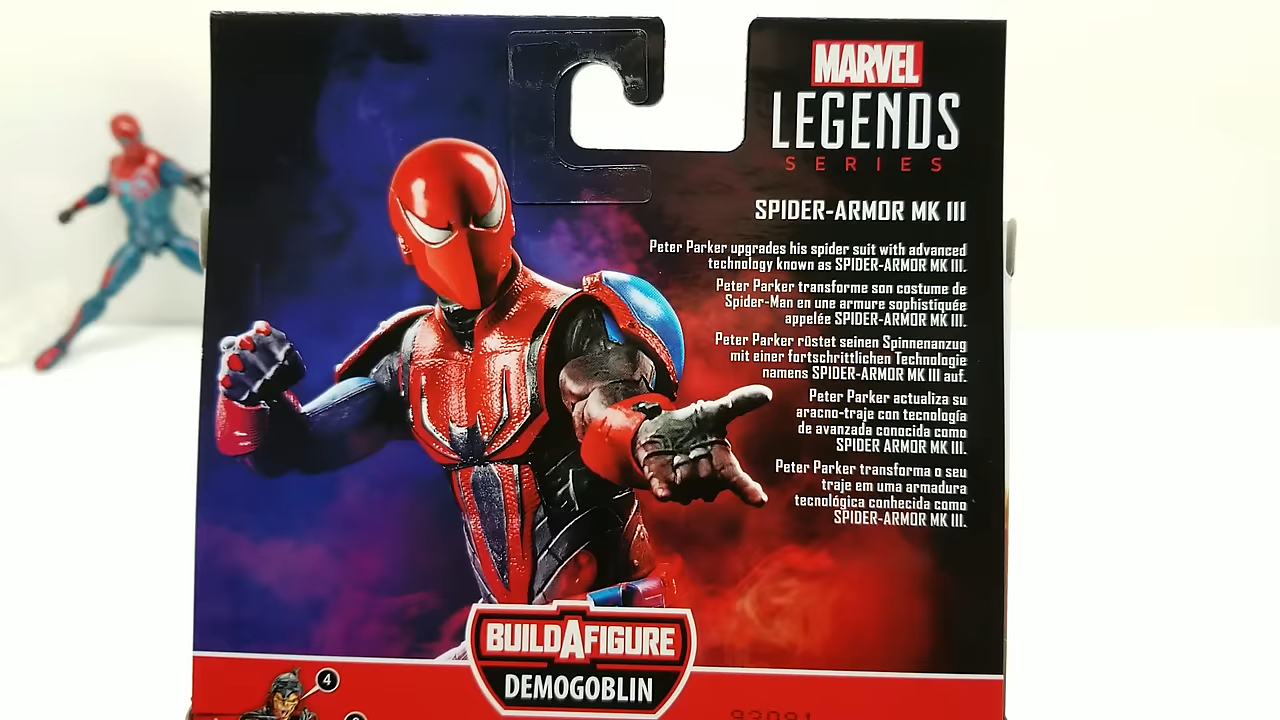 MARVEL
LEGENDS
SERIES
SPIDER-ARMOR MK III
Peter Parker upgrades his spider suit with advanced
technology known as SPIDER-ARMOR MK III.
Peter Parker transforme son costume de
Spider-Man en une armure sophistiquée
appelée SPIDER-ARMOR MK III.
Peter Parker rüstet seinen Spinnenanzug
mit einer fortschrittlichen Technologie
namens SPIDER-ARMOR MK III auf.
Peter Parker actualiza su
aracno-traje con tecnología
de avanzada conocida como
SPIDER ARMOR MK III.
Peter Parker transforma o seu
traje em uma armadura
tecnológica conhecida como
SPIDER-ARMOR MK III.
BUILDAFIGURE
DEMOGOBLIN
4